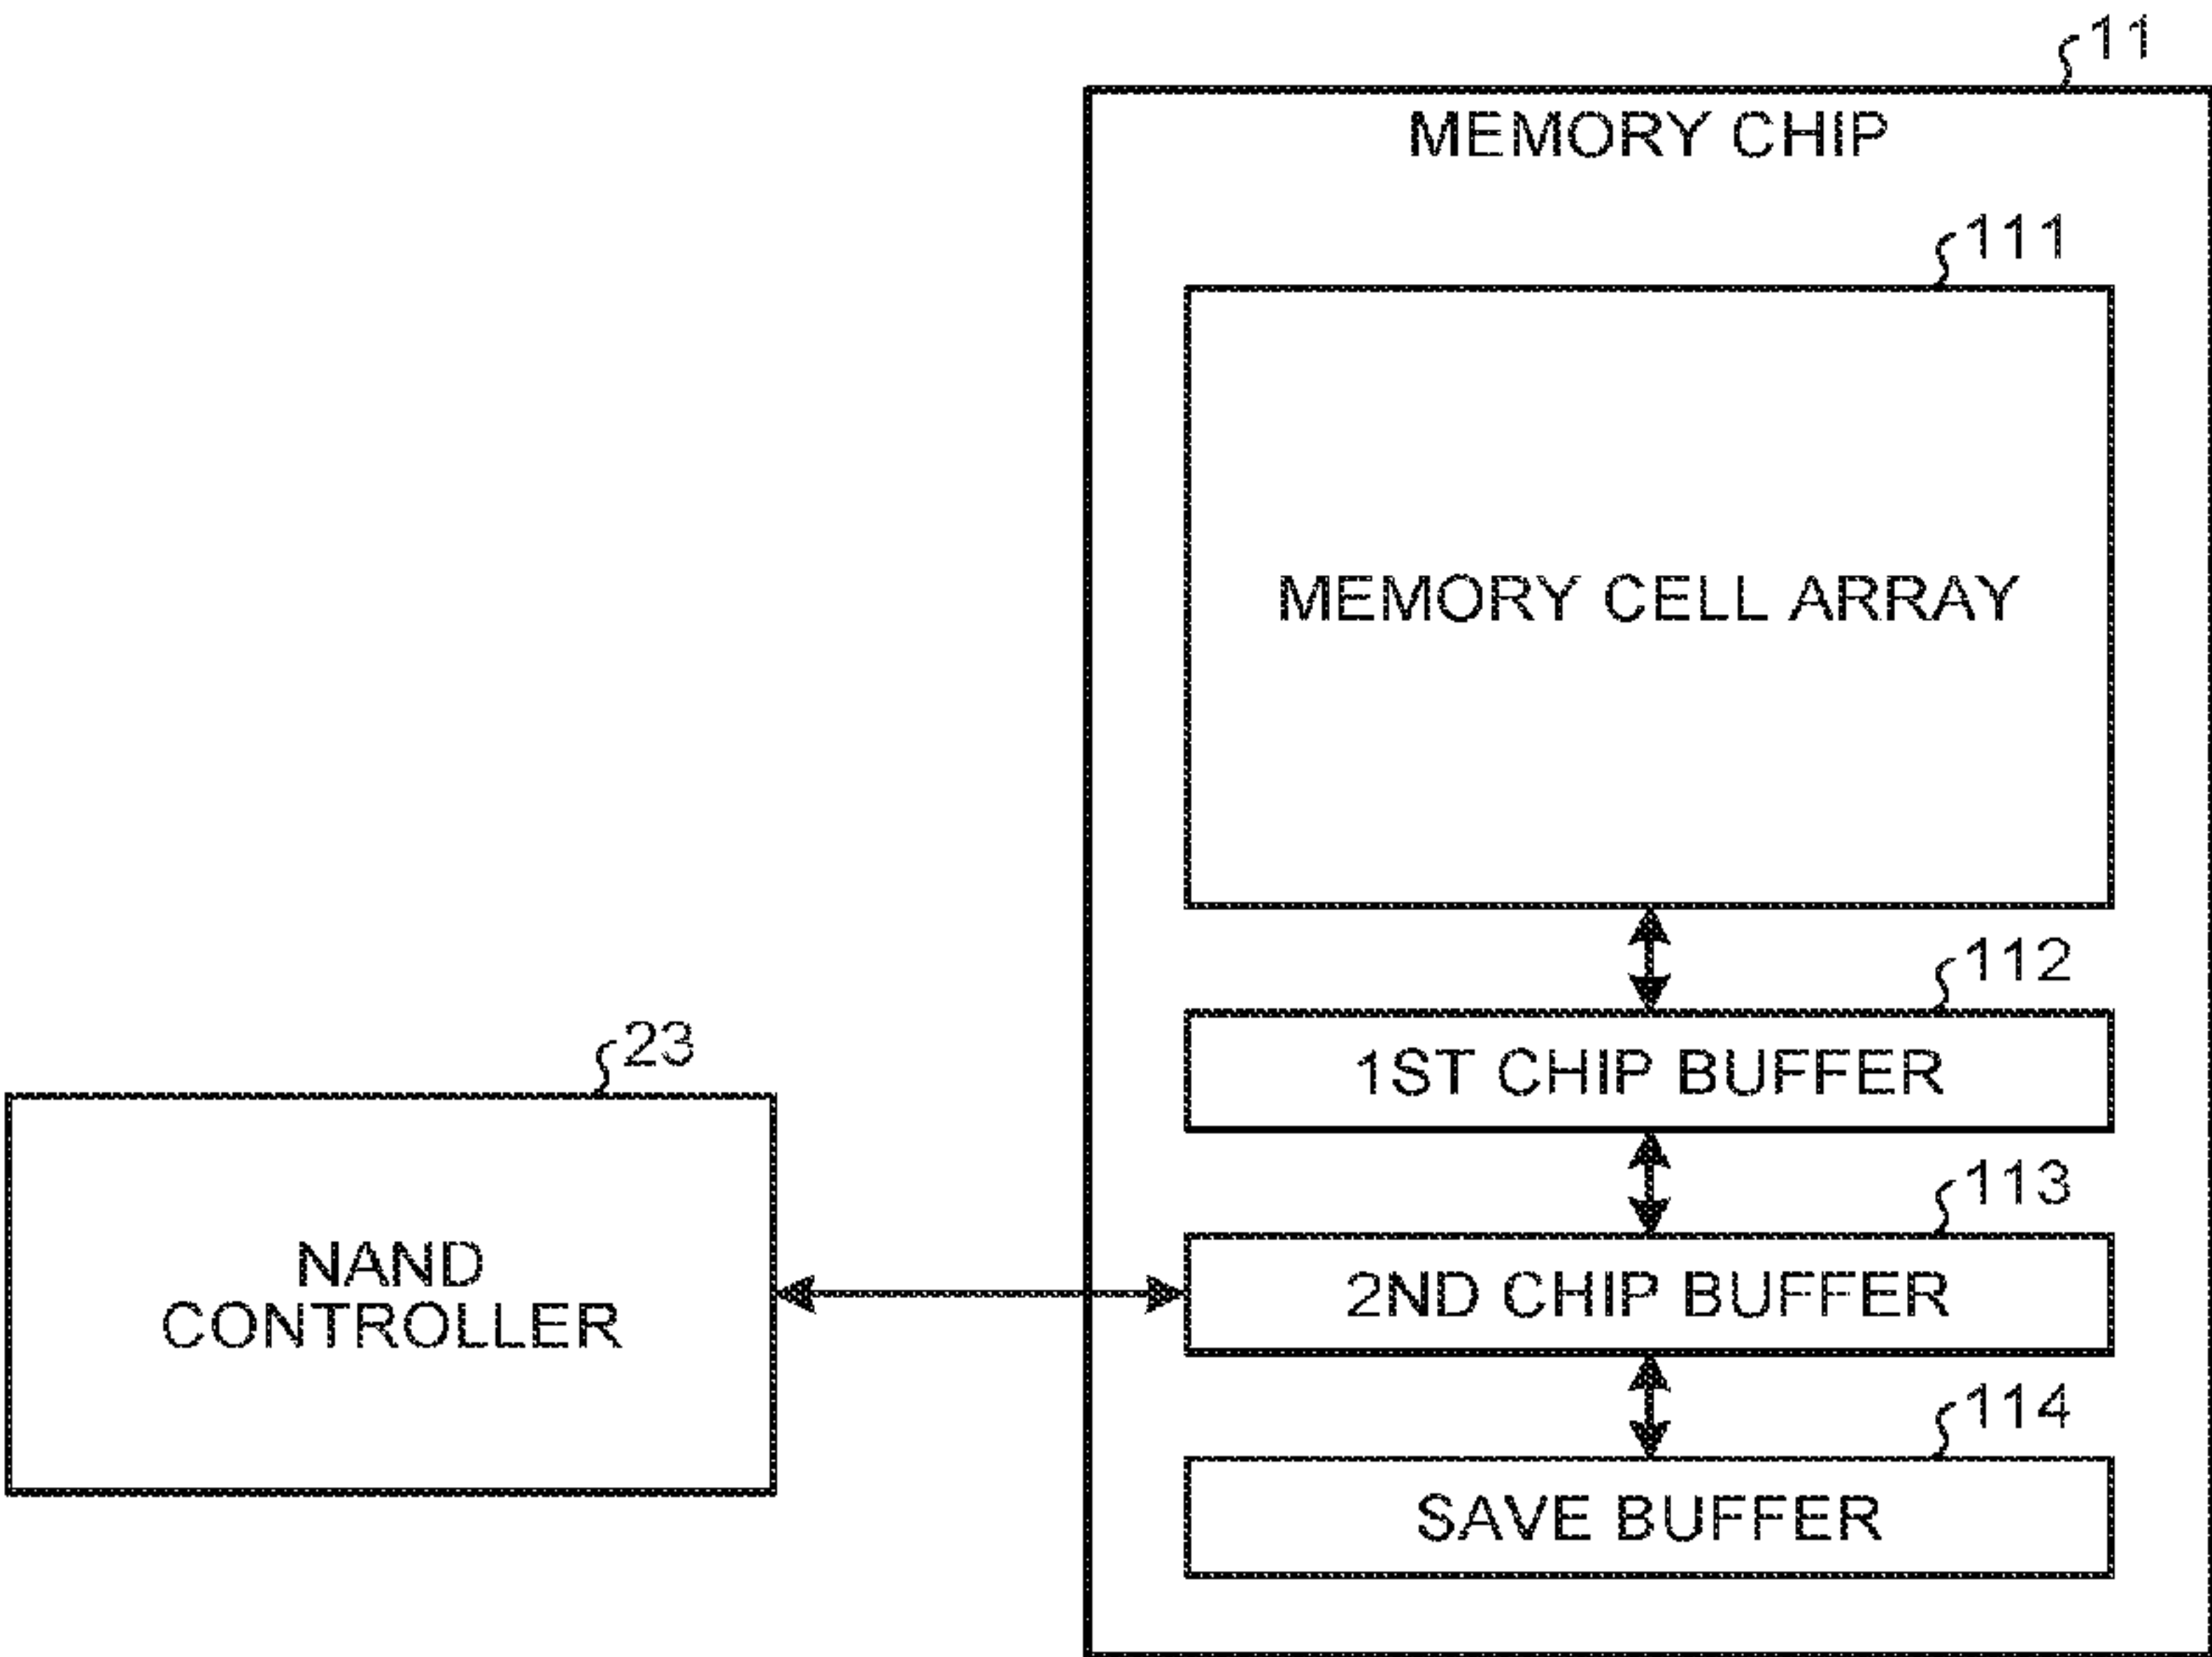 11
MEMORY CHIP
111
MEMORY CELL ARRAY
112
1ST CHIP BUFFER
23
113
NAND
CONTROLLER
2ND CHIP BUFFER
114
SAVE BUFFER